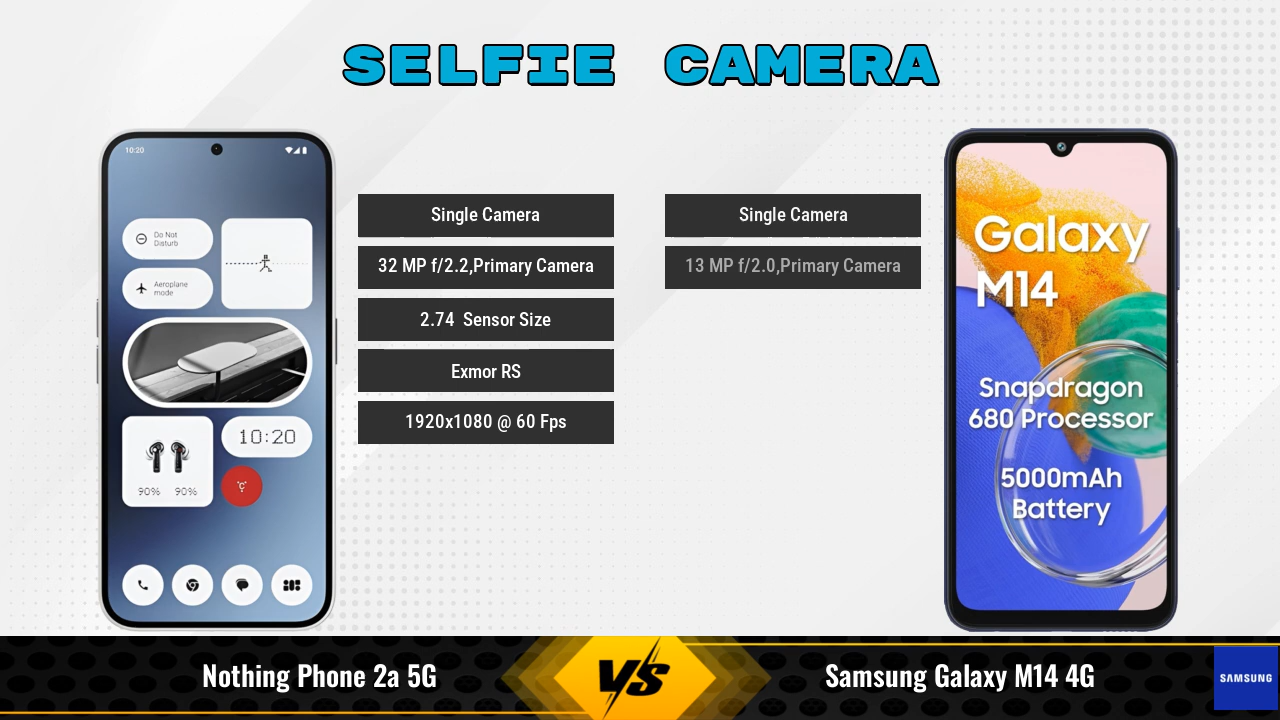 SELFIE CAMERA
10:20
Do Not
Disturb
Aeroplane
mode
10:20
90% 90%
°C
Single Camera
32 MP f/2.2,Primary Camera
2.74 Sensor Size
Exmor RS
1920x1080 @ 60 Fps
Single Camera
13 MP f/2.0,Primary Camera
Galaxy
M14
Snapdragon
680 Processor
5000mAh
Battery
Nothing Phone 2a 5G
VS
Samsung Galaxy M14 4G
SAMSUNG